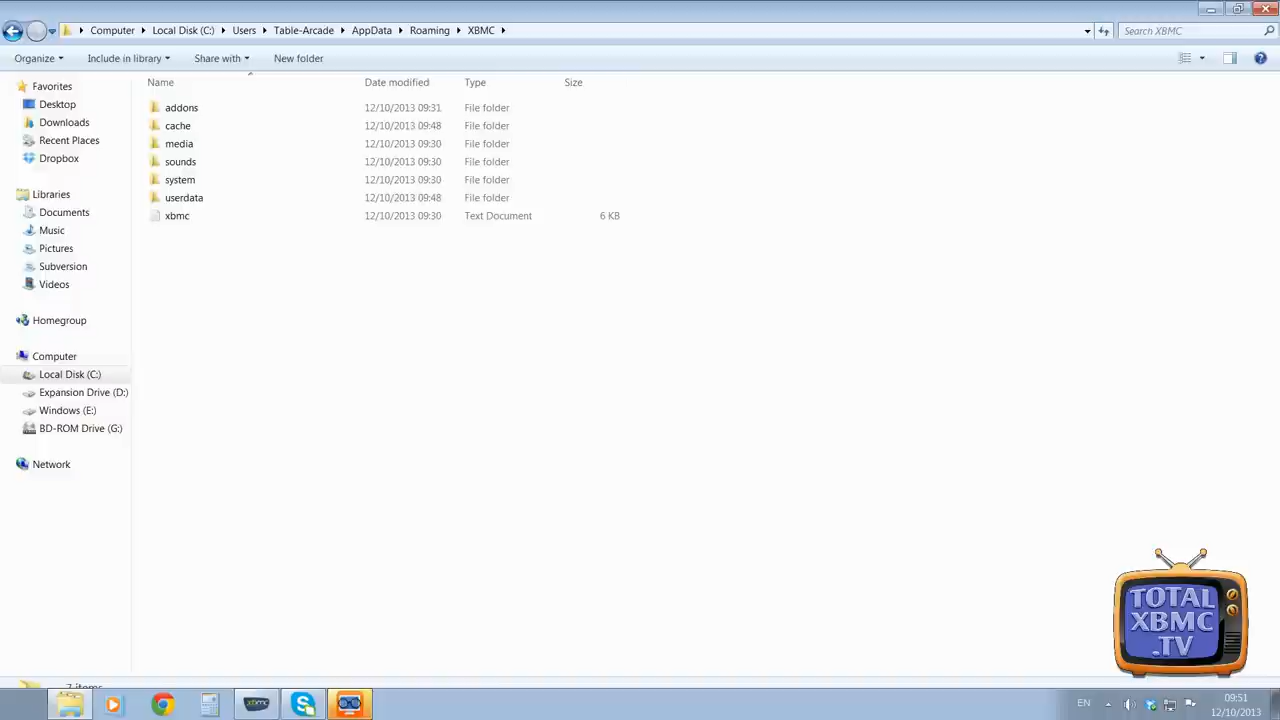 Computer Local Disk (C:) Users Table-Arcade AppData Roaming XBMC Search XBMC
Organize Include in library Share with New folder
Name Date modified Type Size
addons 12/10/2013 09:31 File folder
cache 12/10/2013 09:48 File folder
media 12/10/2013 09:30 File folder
sounds 12/10/2013 09:30 File folder
system 12/10/2013 09:30 File folder
userdata 12/10/2013 09:48 File folder
xbmc 12/10/2013 09:30 Text Document 6 KB
Favorites
Desktop
Downloads
Recent Places
Dropbox
Libraries
Documents
Music
Pictures
Subversion
Videos
Homegroup
Computer
Local Disk (C:)
Expansion Drive (D:)
Windows (E:)
BD-ROM Drive (G:)
Network
TOTAL
XBMC
.TV
7 items
xbmc
EN 09:51
12/10/2013